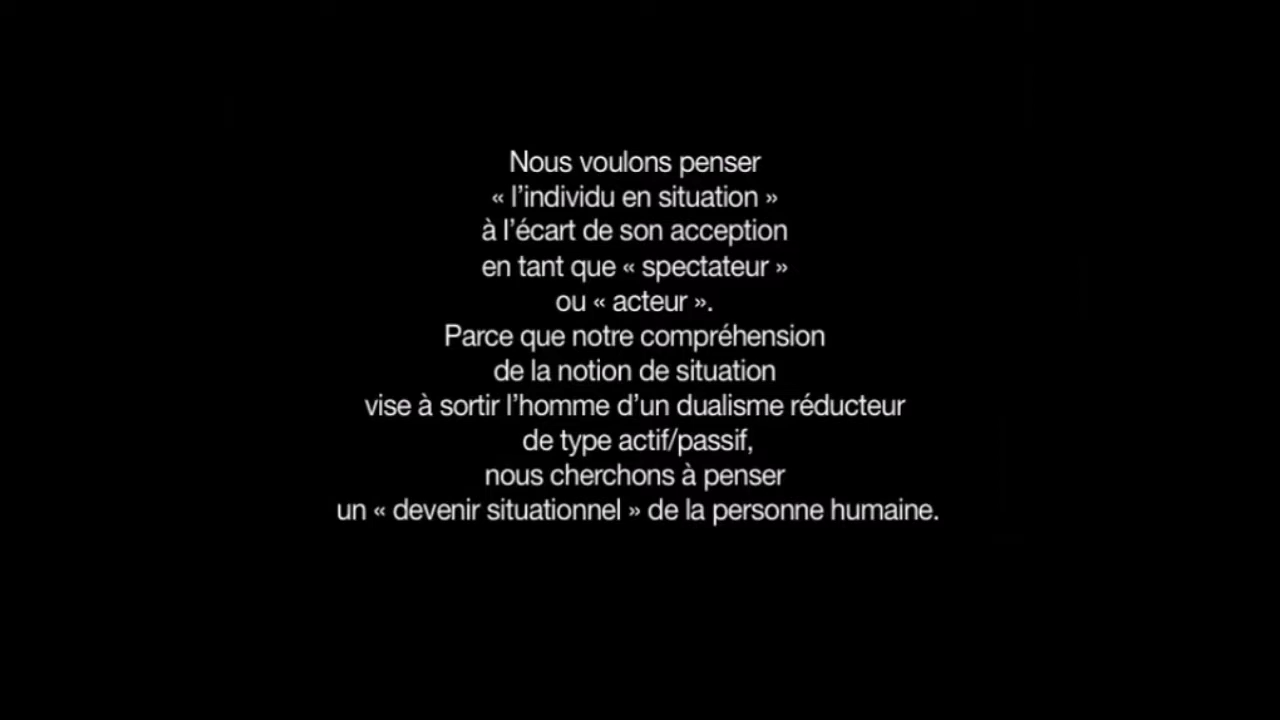 Nous voulons penser
« l’individu en situation »
à l’écart de son acception
en tant que « spectateur »
ou « acteur ».
Parce que notre compréhension
de la notion de situation
vise à sortir l’homme d’un dualisme réducteur
de type actif/passif,
nous cherchons à penser
un « devenir situationnel » de la personne humaine.